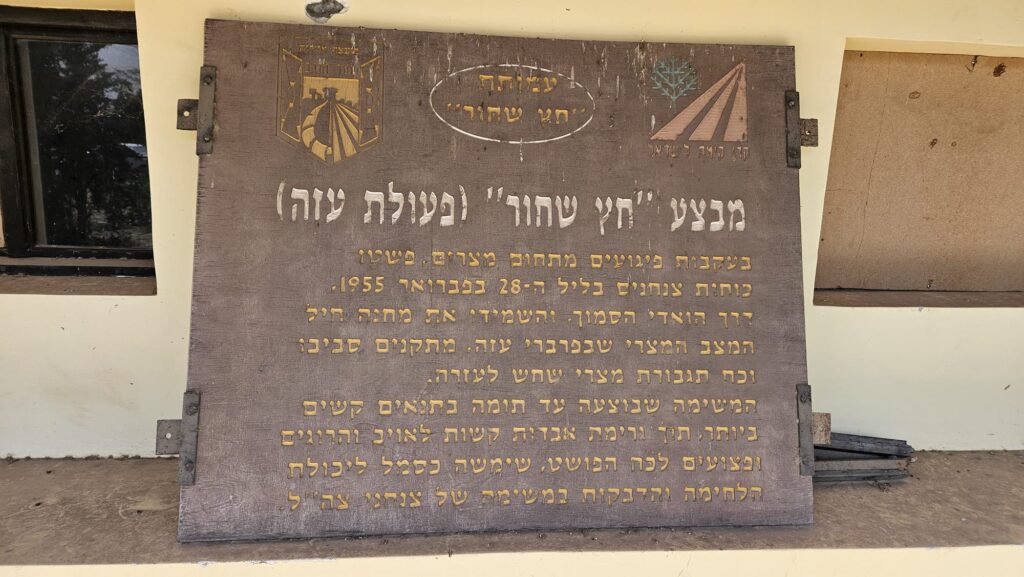 עמותת
"חץ שחור"
קרן קימת לישראל
מבצע "חץ שחור" (פעולת עזה)
בעקבות פיגועים מתחום מצרים, פשטו
כוחות צנחנים בליל ה-28 בפברואר 1955,
דרך הואדי הסמוך, והשמידו את מחנה חיל
המצב המצרי שבפרברי עזה, מתקנים סביבו
וכח תגבורת מצרי שחש לעזרה.
המשימה שבוצעה עד תומה בתנאים קשים
ביותר, תוך גרימת אבדות קשות לאויב והרוגים
ופצועים לכח הפושט, שימשה כסמל ליכולת
הלחימה והדבקות במשימה של צנחני צה"ל.